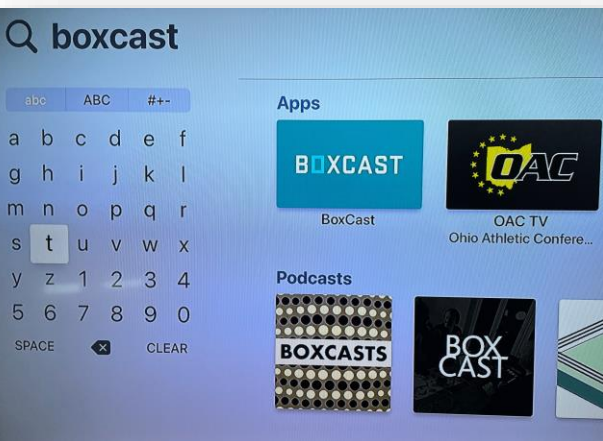 boxcast
abc ABC #+-
a b c d e f
g h i j k l
m n o p q r
s t u v w x
y z 1 2 3 4
5 6 7 8 9 0
SPACE CLEAR
Apps
BOXCAST
OAC
BoxCast
OAC TV
Ohio Athletic Confere...
Podcasts
BOXCASTS
BOX
CAST